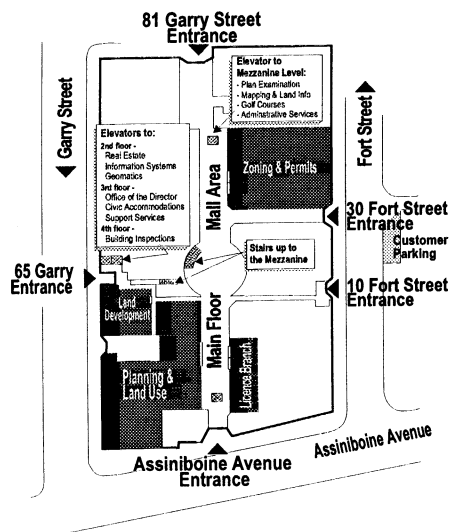 81 Garry Street
Entrance
Garry Street
Elevator to
Mezzanine Level:
- Plan Examination
- Mapping & Land Info
- Golf Courses
- Adminstrative Services
Fort Street
Elevators to:
2nd floor -
Real Estate
Information Systems
Geomatics
3rd floor -
Office of the Director
Civic Accommodations
Support Services
4th floor -
Building Inspections
Mall Area
Zoning & Permits
30 Fort Street
Entrance
Customer
Parking
Stairs up to
the Mezzanine
65 Garry
Entrance
10 Fort Street
Entrance
Land
Development
Main Floor
Planning &
Land Use
Licence Branch
Assiniboine Avenue
Entrance
Assiniboine Avenue